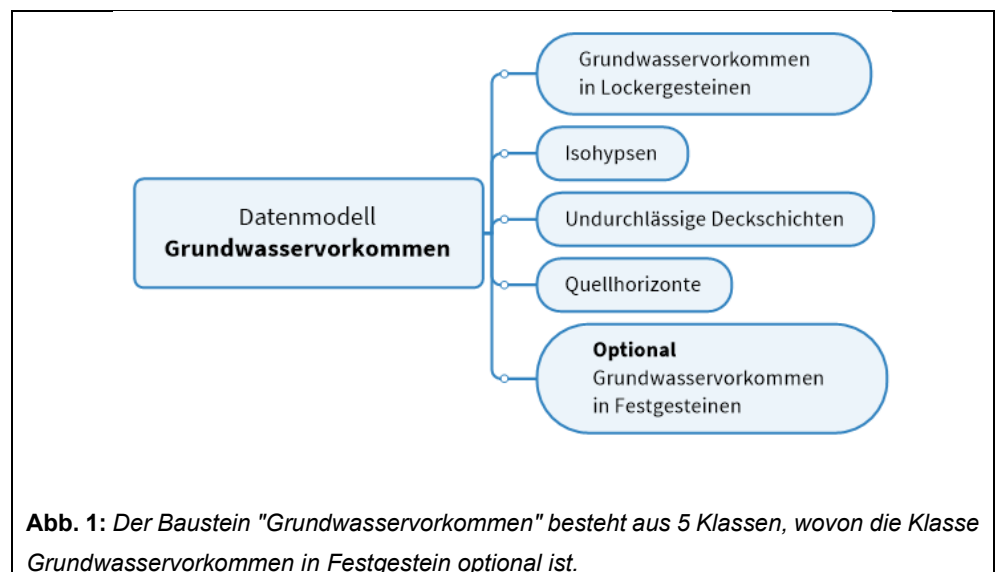 Datenmodell
Grundwasservorkommen
Grundwasservorkommen
in Lockergesteinen
Isohypsen
Undurchlässige Deckschichten
Quellhorizonte
Optional
Grundwasservorkommen
in Festgesteinen
Abb. 1: Der Baustein "Grundwasservorkommen" besteht aus 5 Klassen, wovon die Klasse
Grundwasservorkommen in Festgestein optional ist.